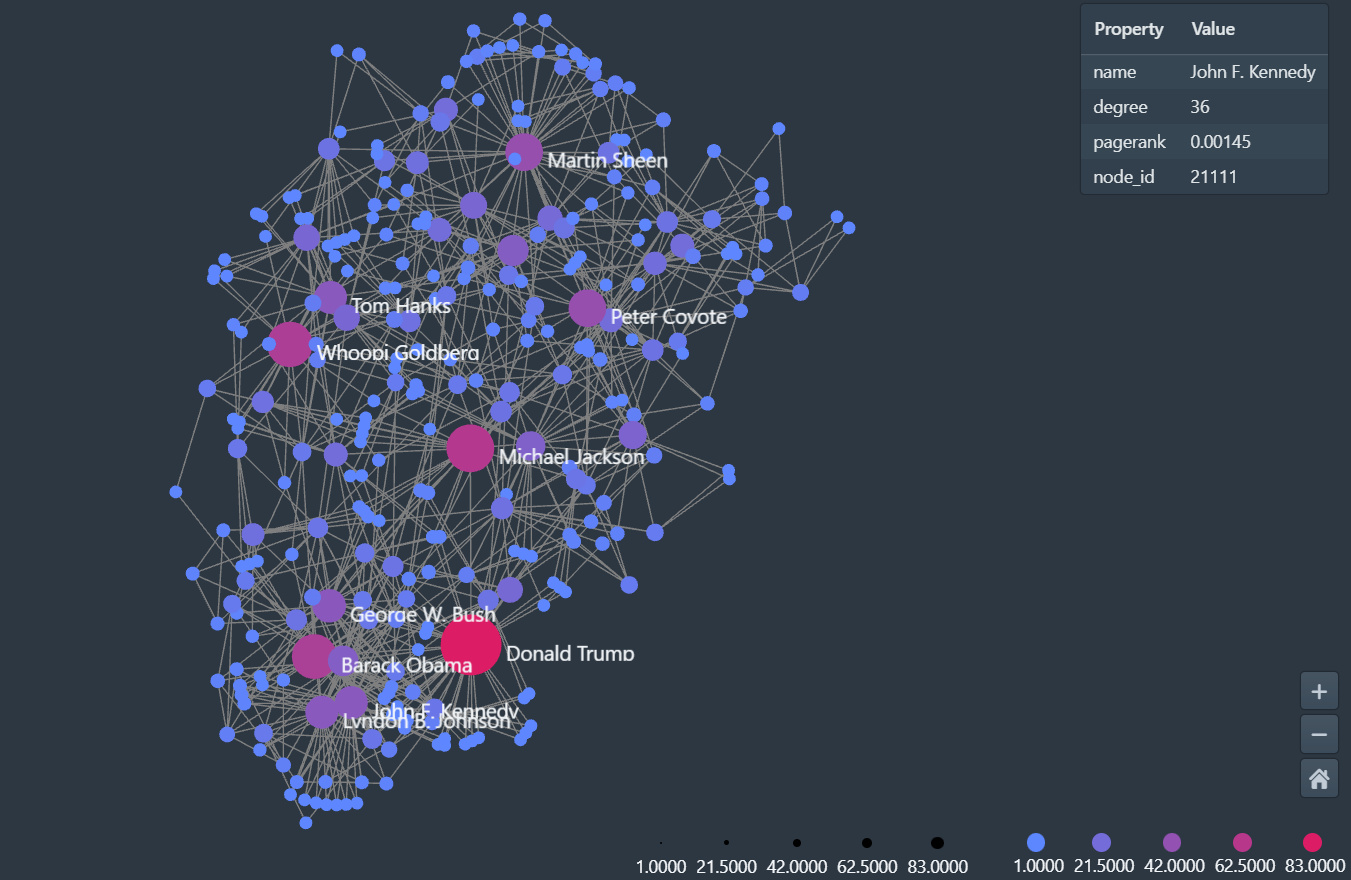 Property Value
name John F. Kennedy
degree 36
pagerank 0.00145
node_id 21111
Martin Sheen
Tom Hanks
Peter Coyote
Whoopi Goldberg
Michael Jackson
George W. Bush
Donald Trump
Barack Obama
John F. Kennedy
Lyndon B. Johnson
+
−
1.0000 21.5000 42.0000 62.5000 83.0000 1.0000 21.5000 42.0000 62.5000 83.0000